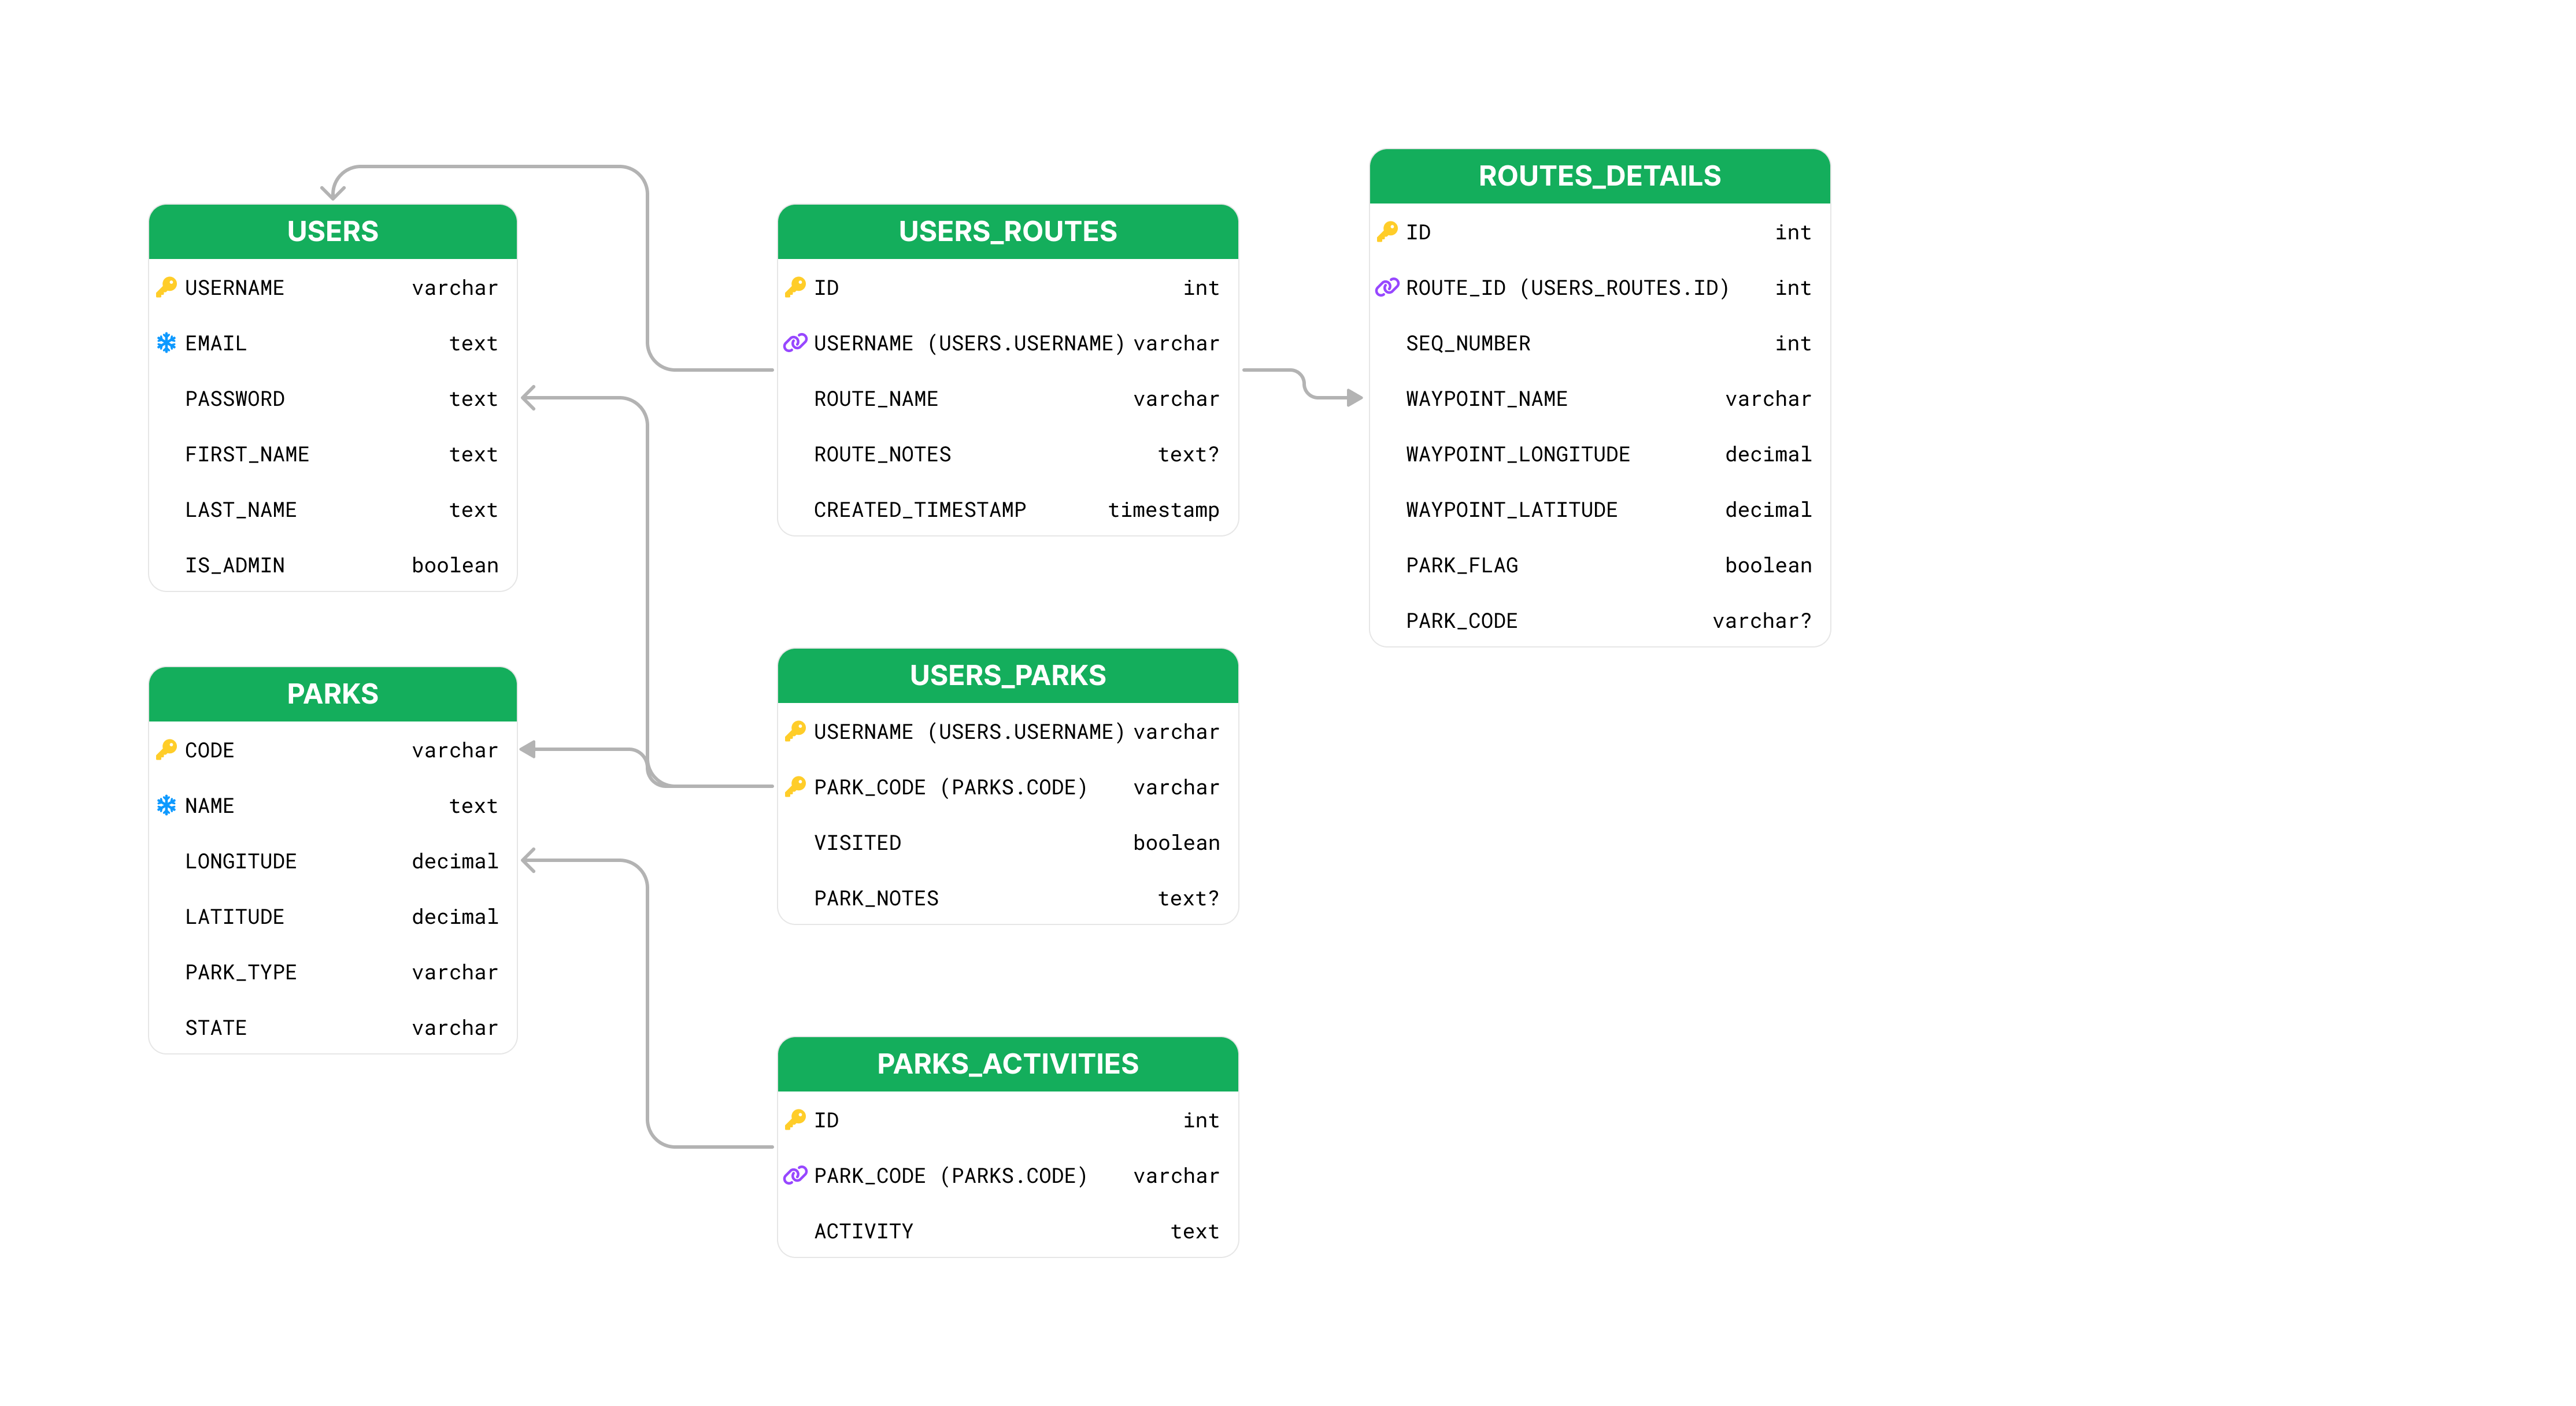 USERS
USERNAME varchar
EMAIL text
PASSWORD text
FIRST_NAME text
LAST_NAME text
IS_ADMIN boolean
PARKS
CODE varchar
NAME text
LONGITUDE decimal
LATITUDE decimal
PARK_TYPE varchar
STATE varchar
USERS_ROUTES
ID int
USERNAME (USERS.USERNAME) varchar
ROUTE_NAME varchar
ROUTE_NOTES text?
CREATED_TIMESTAMP timestamp
USERS_PARKS
USERNAME (USERS.USERNAME) varchar
PARK_CODE (PARKS.CODE) varchar
VISITED boolean
PARK_NOTES text?
PARKS_ACTIVITIES
ID int
PARK_CODE (PARKS.CODE) varchar
ACTIVITY text
ROUTES_DETAILS
ID int
ROUTE_ID (USERS_ROUTES.ID) int
SEQ_NUMBER int
WAYPOINT_NAME varchar
WAYPOINT_LONGITUDE decimal
WAYPOINT_LATITUDE decimal
PARK_FLAG boolean
PARK_CODE varchar?